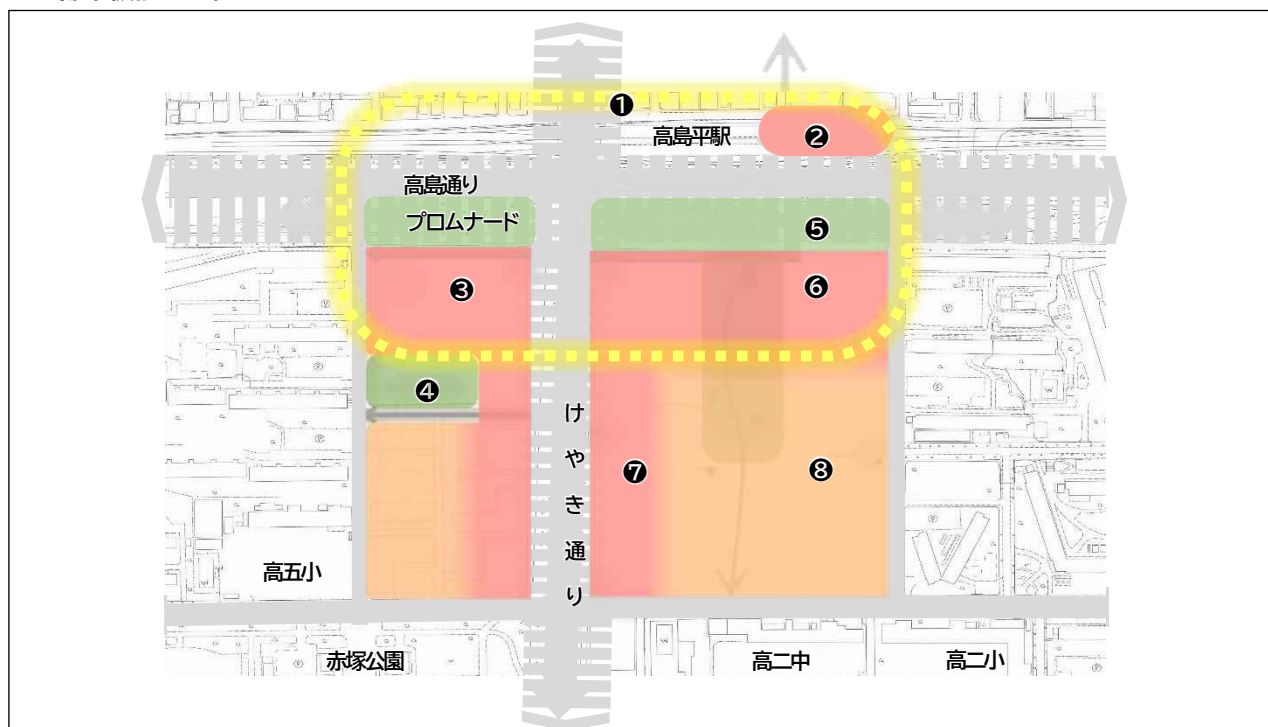 ❶
高島平駅
❷
高島通り
プロムナード
❺
❸
❻
❹
けやき通り
❼
❽
高五小
赤塚公園
高二中
高二小